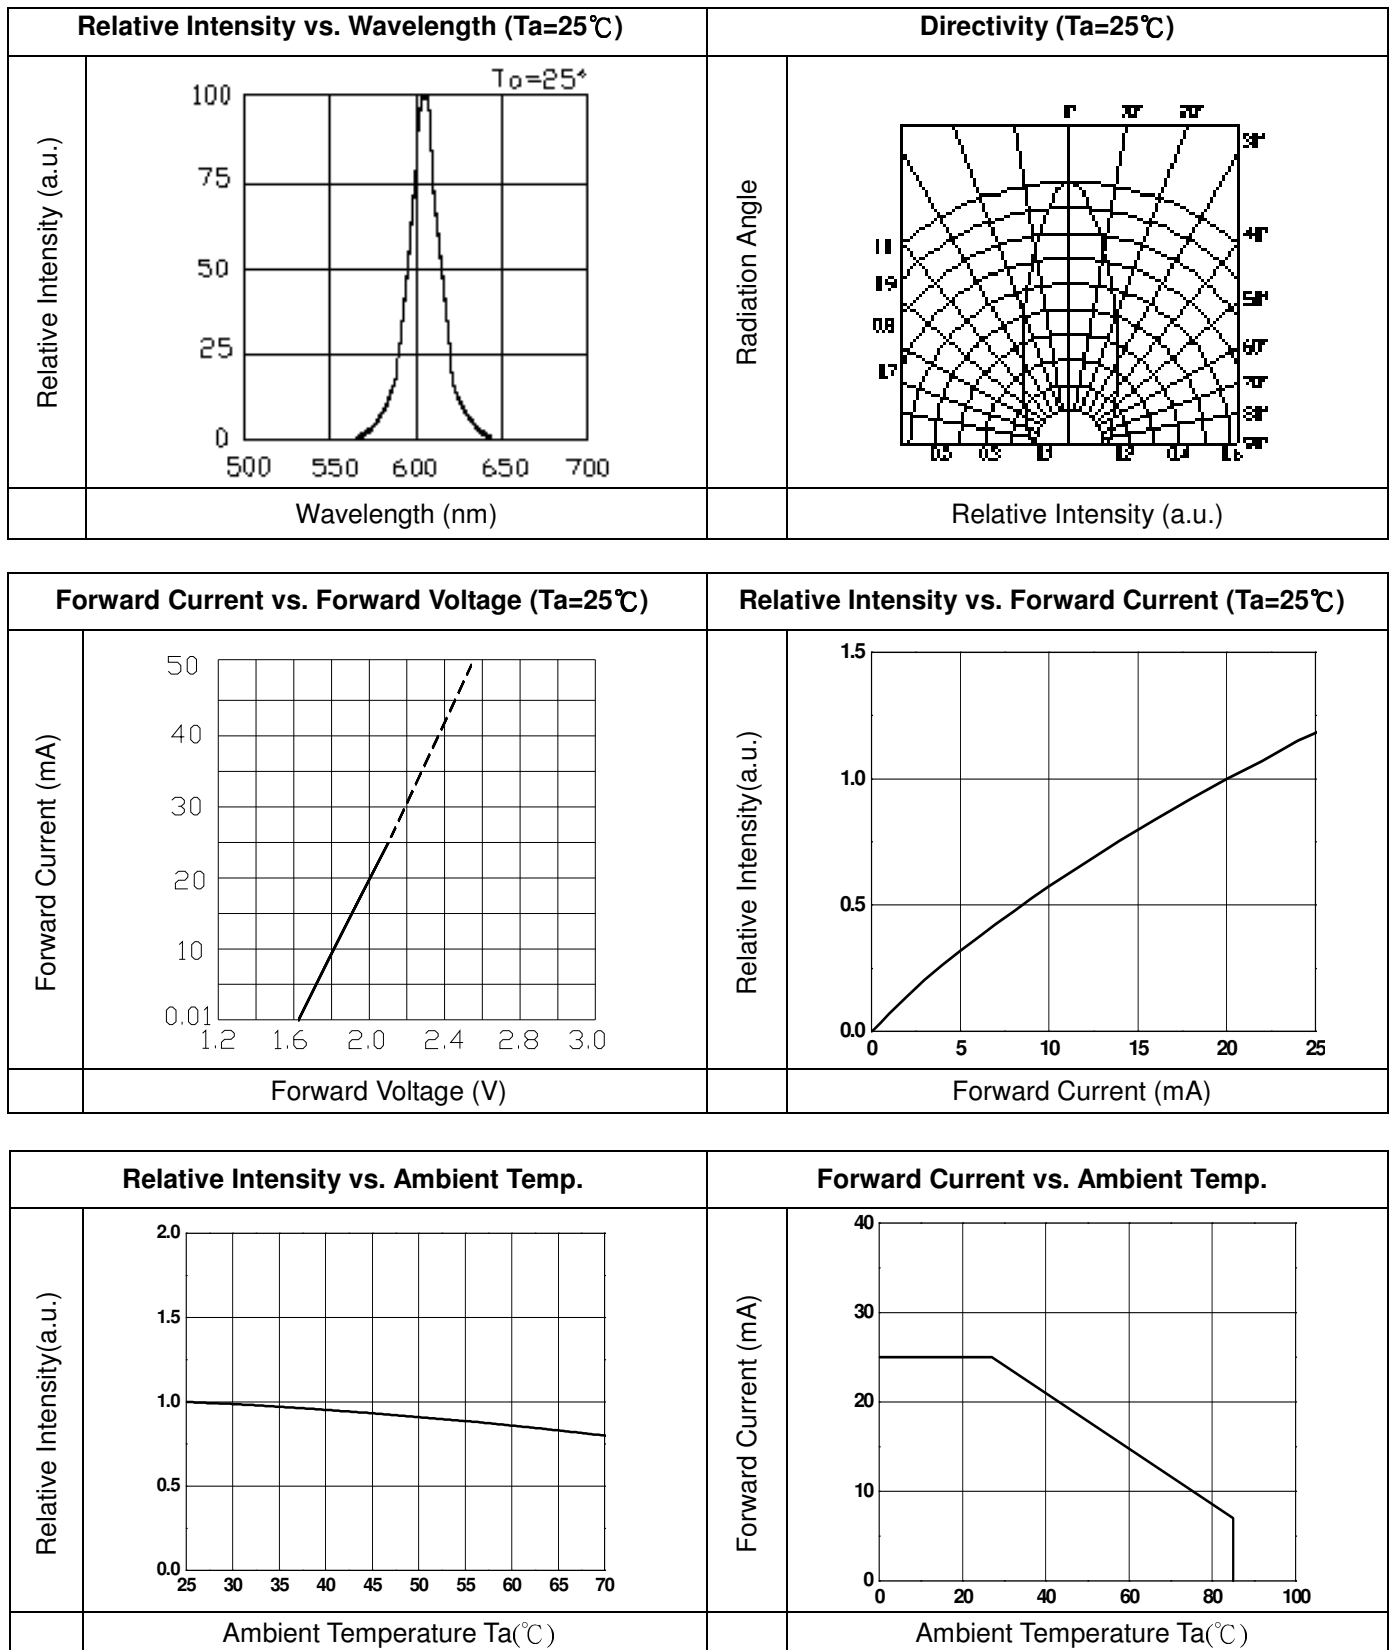 Relative Intensity vs. Wavelength (Ta=25℃)
Directivity (Ta=25℃)
Relative Intensity (a.u.)
100
75
50
25
0
500 550 600 650 700
Wavelength (nm)
Radiation Angle
40°
50°
60°
0.8
0.4
Relative Intensity (a.u.)
Forward Current vs. Forward Voltage (Ta=25℃)
Relative Intensity vs. Forward Current (Ta=25℃)
Forward Current (mA)
50
40
30
20
10
0.01
1.2 1.6 2.0 2.4 2.8 3.0
Forward Voltage (V)
Relative Intensity(a.u.)
1.5
1.0
0.5
0.0
0 5 10 15 20 25
Forward Current (mA)
Relative Intensity vs. Ambient Temp.
Forward Current vs. Ambient Temp.
Relative Intensity(a.u.)
2.0
1.5
1.0
0.5
0.0
25 30 35 40 45 50 55 60 65 70
Ambient Temperature Ta(℃)
Forward Current (mA)
40
30
20
10
0
0 20 40 60 80 100
Ambient Temperature Ta(℃)